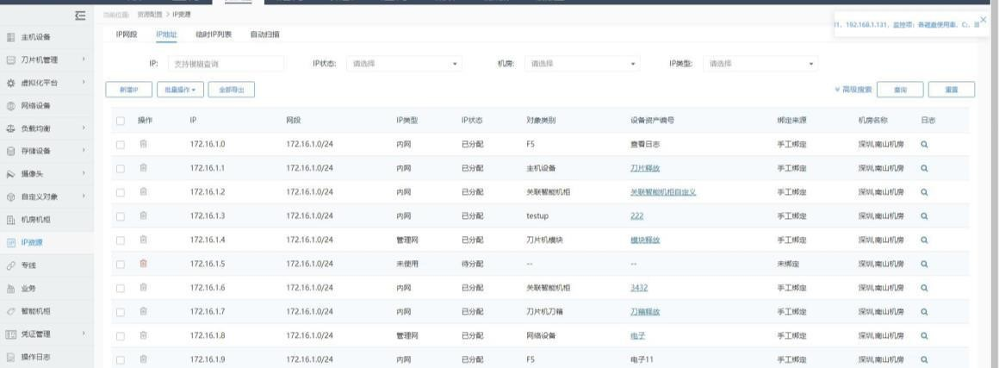 当前位置: 资源配置 > IP资源
192.168.1.131, 监控项: 各磁盘使用率, C:,
主机设备
刀片机管理
虚拟化平台
网络设备
负载均衡
存储设备
摄像头
自定义对象
机房机柜
IP资源
专线
业务
智能机柜
凭证管理
操作日志
IP网段 IP地址 临时IP列表 自动扫描
IP: 支持模糊查询 IP状态: 请选择 机房: 请选择 IP类型: 请选择
新增IP 批量操作 全部导出 高级搜索 查询 重置
操作 IP 网段 IP类型 IP状态 对象类别 设备资产编号 绑定来源 机房名称 日志
172.16.1.0 172.16.1.0/24 内网 已分配 F5 查看日志 手工绑定 深圳,南山机房
172.16.1.1 172.16.1.0/24 内网 已分配 主机设备 刀片释放 手工绑定 深圳,南山机房
172.16.1.2 172.16.1.0/24 内网 已分配 关联智能机柜 关联智能机柜自定义 手工绑定 深圳,南山机房
172.16.1.3 172.16.1.0/24 内网 已分配 testup 222 手工绑定 深圳,南山机房
172.16.1.4 172.16.1.0/24 管理网 已分配 刀片机模块 模块释放 手工绑定 深圳,南山机房
172.16.1.5 172.16.1.0/24 未使用 待分配 -- -- 未绑定 深圳,南山机房
172.16.1.6 172.16.1.0/24 内网 已分配 关联智能机柜 3432 手工绑定 深圳,南山机房
172.16.1.7 172.16.1.0/24 内网 已分配 刀片机刀箱 刀箱释放 手工绑定 深圳,南山机房
172.16.1.8 172.16.1.0/24 管理网 已分配 网络设备 电子 手工绑定 深圳,南山机房
172.16.1.9 172.16.1.0/24 内网 已分配 F5 电子11 手工绑定 深圳,南山机房